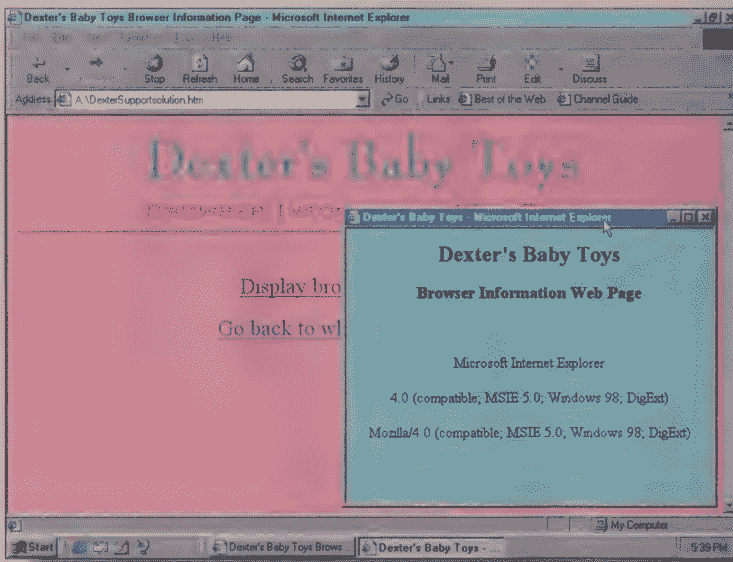 Dexter's Baby Toys Browser Information Page - Microsoft Internet Explorer
Help
Back Stop Refresh Home Search Favorites History Mail Print Edit Discuss
Address A:\DexterSupportsolution.htm Go Links Best of the Web Channel Guide
Dexter's Baby Toys
Dexter's Baby Toys - Microsoft Internet Explorer
Dexter's Baby Toys
Browser Information Web Page
Display bro
Go back to wh
Microsoft Internet Explorer
4.0 (compatible; MSIE 5.0; Windows 98; DigExt)
Mozilla/4.0 (compatible; MSIE 5.0; Windows 98; DigExt)
My Computer
Start Dexter's Baby Toys Brows... Dexter's Baby Toys - ... 5:39 PM